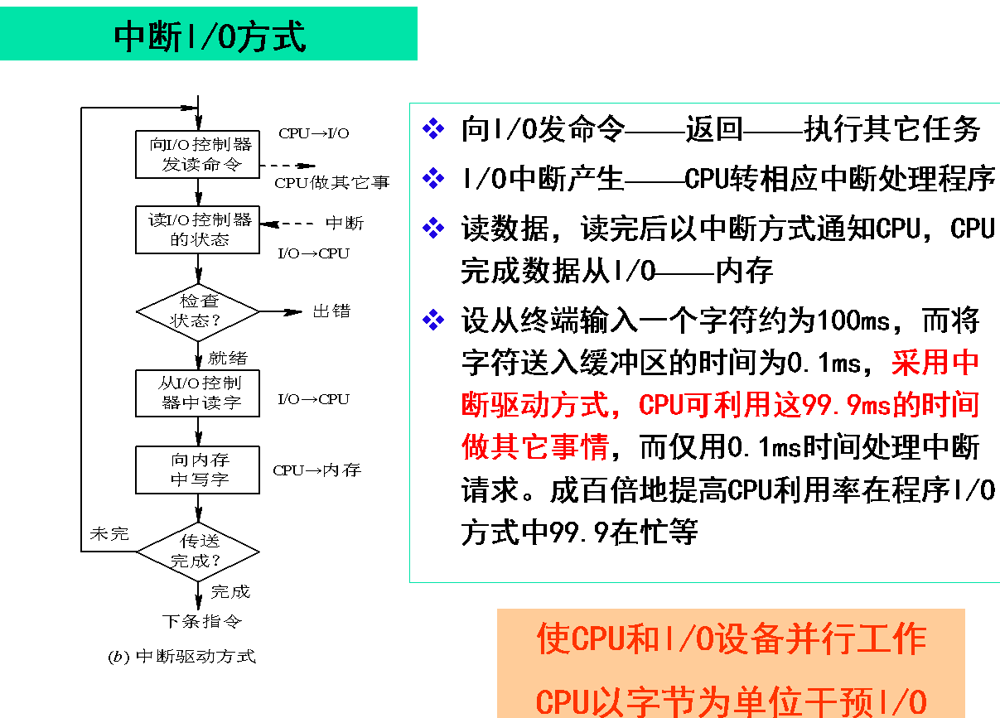 中断I/O方式
向I/O控制器
发读命令
CPU→I/O
CPU做其它事
读I/O控制器
的状态
中断
I/O→CPU
检查
状态?
出错
就绪
从I/O控制
器中读字
I/O→CPU
向内存
中写字
CPU→内存
未完
传送
完成?
完成
下条指令
(b) 中断驱动方式
❖ 向I/O发命令——返回——执行其它任务
❖ I/O中断产生——CPU转相应中断处理程序
❖ 读数据，读完后以中断方式通知CPU，CPU
完成数据从I/O——内存
❖ 设从终端输入一个字符约为100ms，而将
字符送入缓冲区的时间为0.1ms，采用中
断驱动方式，CPU可利用这99.9ms的时间
做其它事情，而仅用0.1ms时间处理中断
请求。成百倍地提高CPU利用率在程序I/O
方式中99.9在忙等
使CPU和I/O设备并行工作
CPU以字节为单位干预I/O